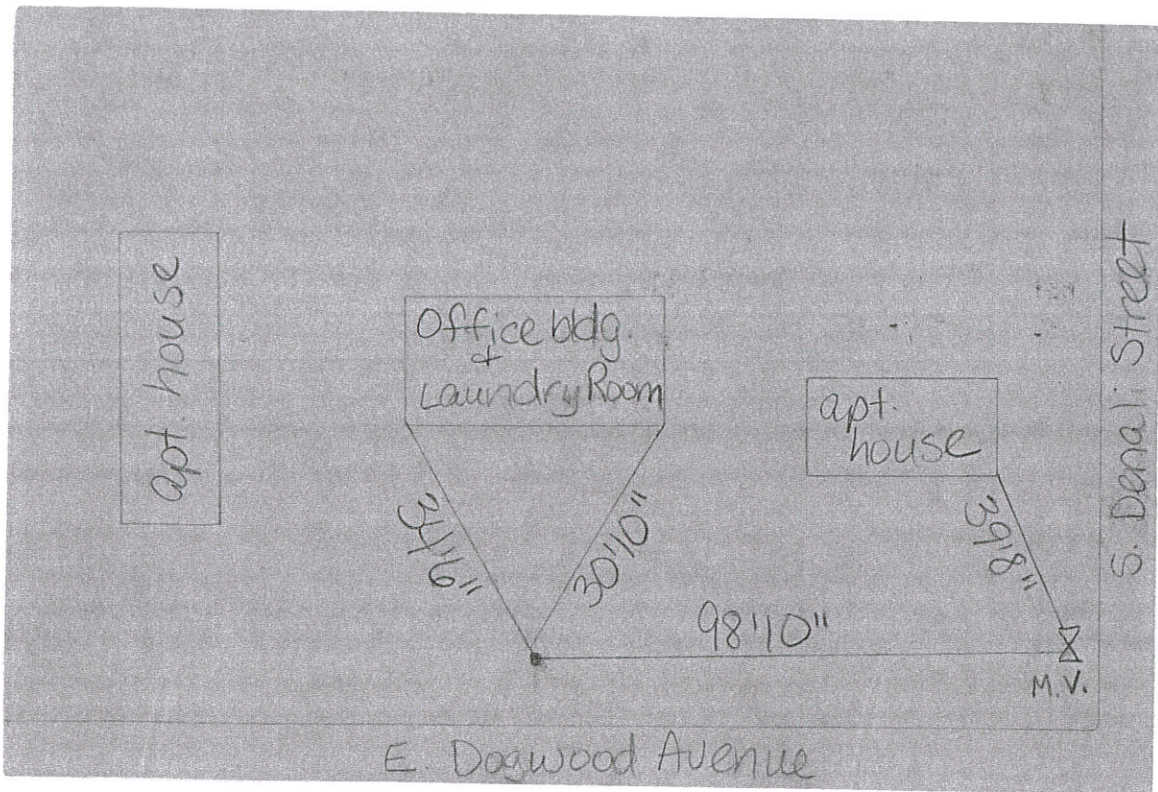 apt. house
Office bldg.
+
Laundry Room
apt.
house
34'6"
30'10"
39'8"
98'10"
M.V.
S. Denali Street
E. Dogwood Avenue